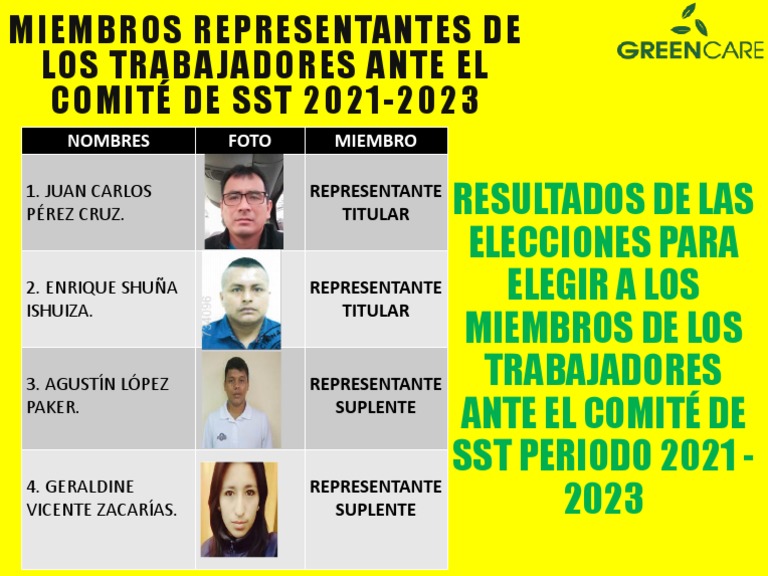 MIEMBROS REPRESENTANTES DE
LOS TRABAJADORES ANTE EL
COMITÉ DE SST 2021-2023
GREENCARE
NOMBRES FOTO MIEMBRO
1. JUAN CARLOS
PÉREZ CRUZ.
REPRESENTANTE
TITULAR
2. ENRIQUE SHUÑA
ISHUIZA.
REPRESENTANTE
TITULAR
3. AGUSTÍN LÓPEZ
PAKER.
REPRESENTANTE
SUPLENTE
4. GERALDINE
VICENTE ZACARÍAS.
REPRESENTANTE
SUPLENTE
RESULTADOS DE LAS
ELECCIONES PARA
ELEGIR A LOS
MIEMBROS DE LOS
TRABAJADORES
ANTE EL COMITÉ DE
SST PERIODO 2021 -
2023